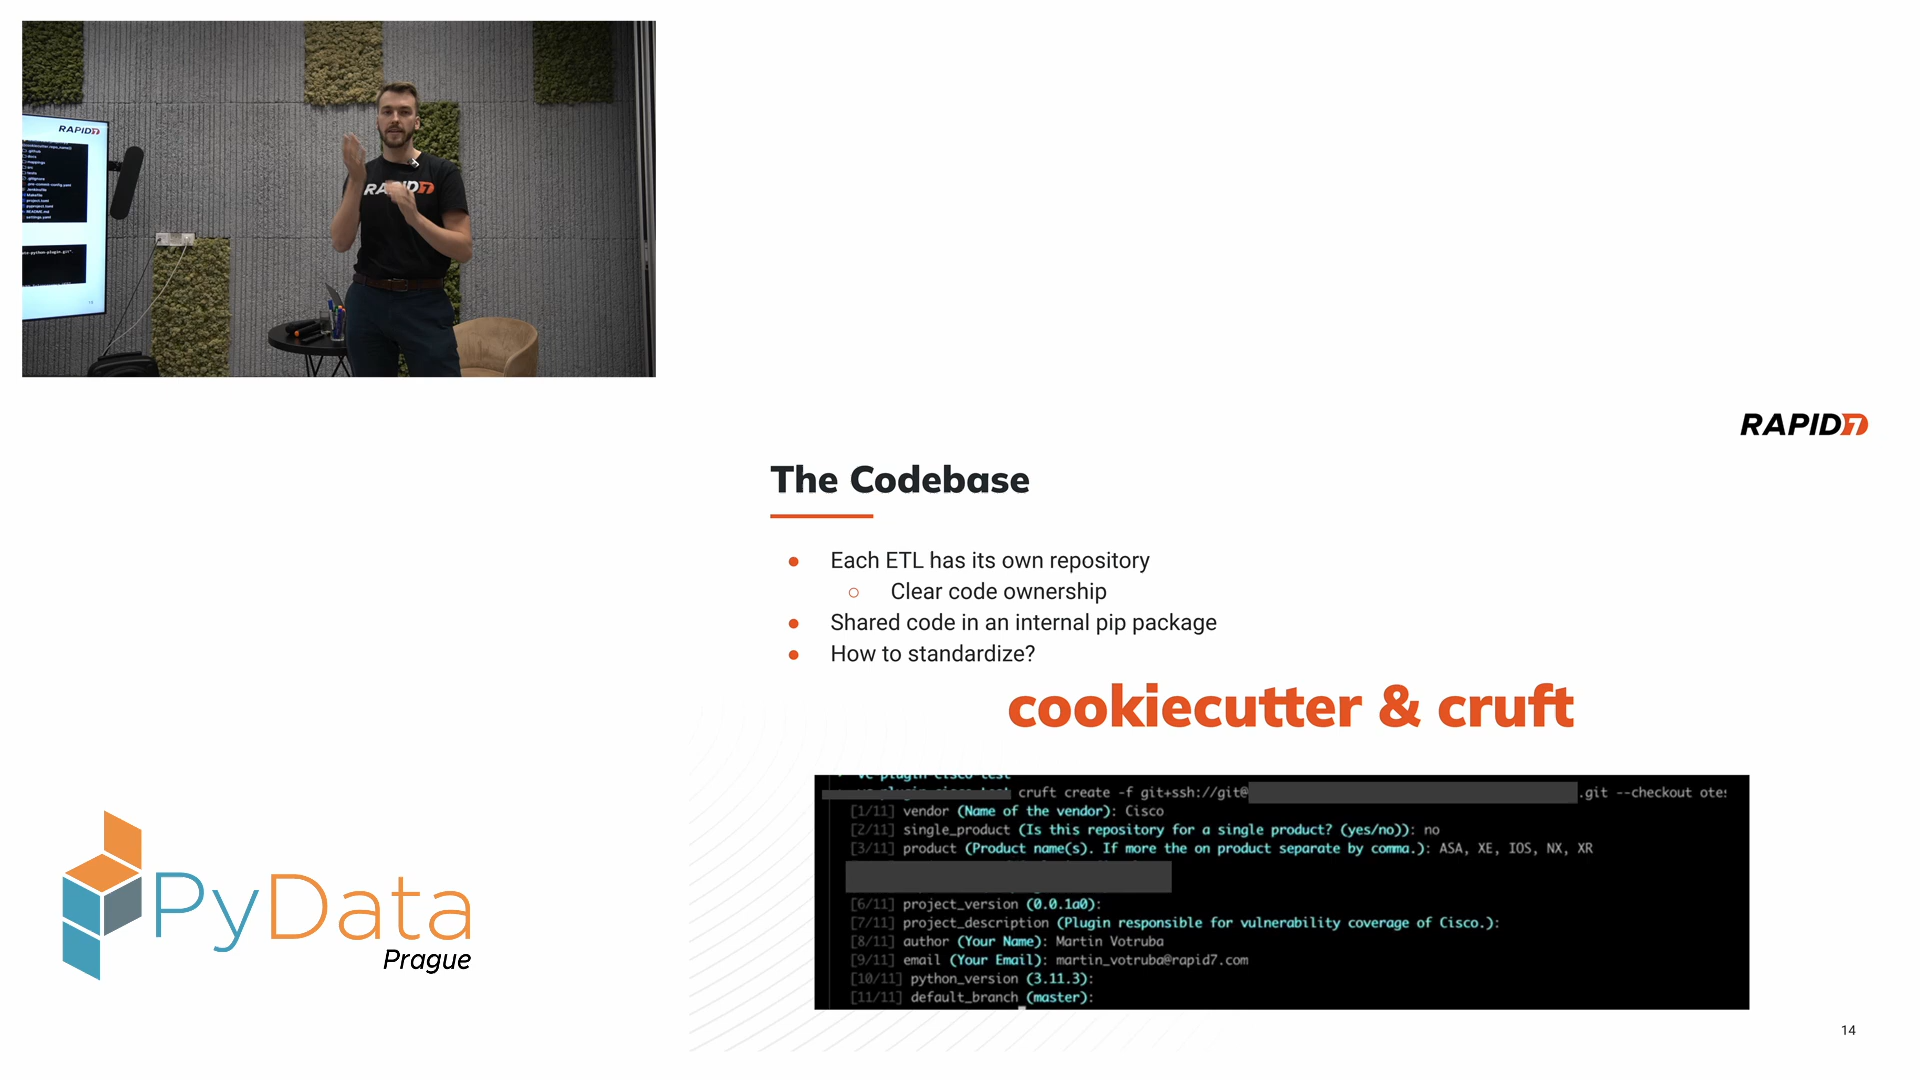 RAPID7
RAPID7
RAPID7
The Codebase
Each ETL has its own repository
Clear code ownership
Shared code in an internal pip package
How to standardize?
cookiecutter & cruft
cruft create -f git+ssh://git@ .git --checkout otes
[1/11] vendor (Name of the vendor): Cisco
[2/11] single_product (Is this repository for a single product? (yes/no)): no
[3/11] product (Product name(s). If more the on product separate by comma.): ASA, XE, IOS, NX, XR
[6/11] project_version (0.0.1a0):
[7/11] project_description (Plugin responsible for vulnerability coverage of Cisco.):
[8/11] author (Your Name): Martin Votruba
[9/11] email (Your Email): martin_votruba@rapid7.com
[10/11] python_version (3.11.3):
[11/11] default_branch (master):
14
PyData
Prague